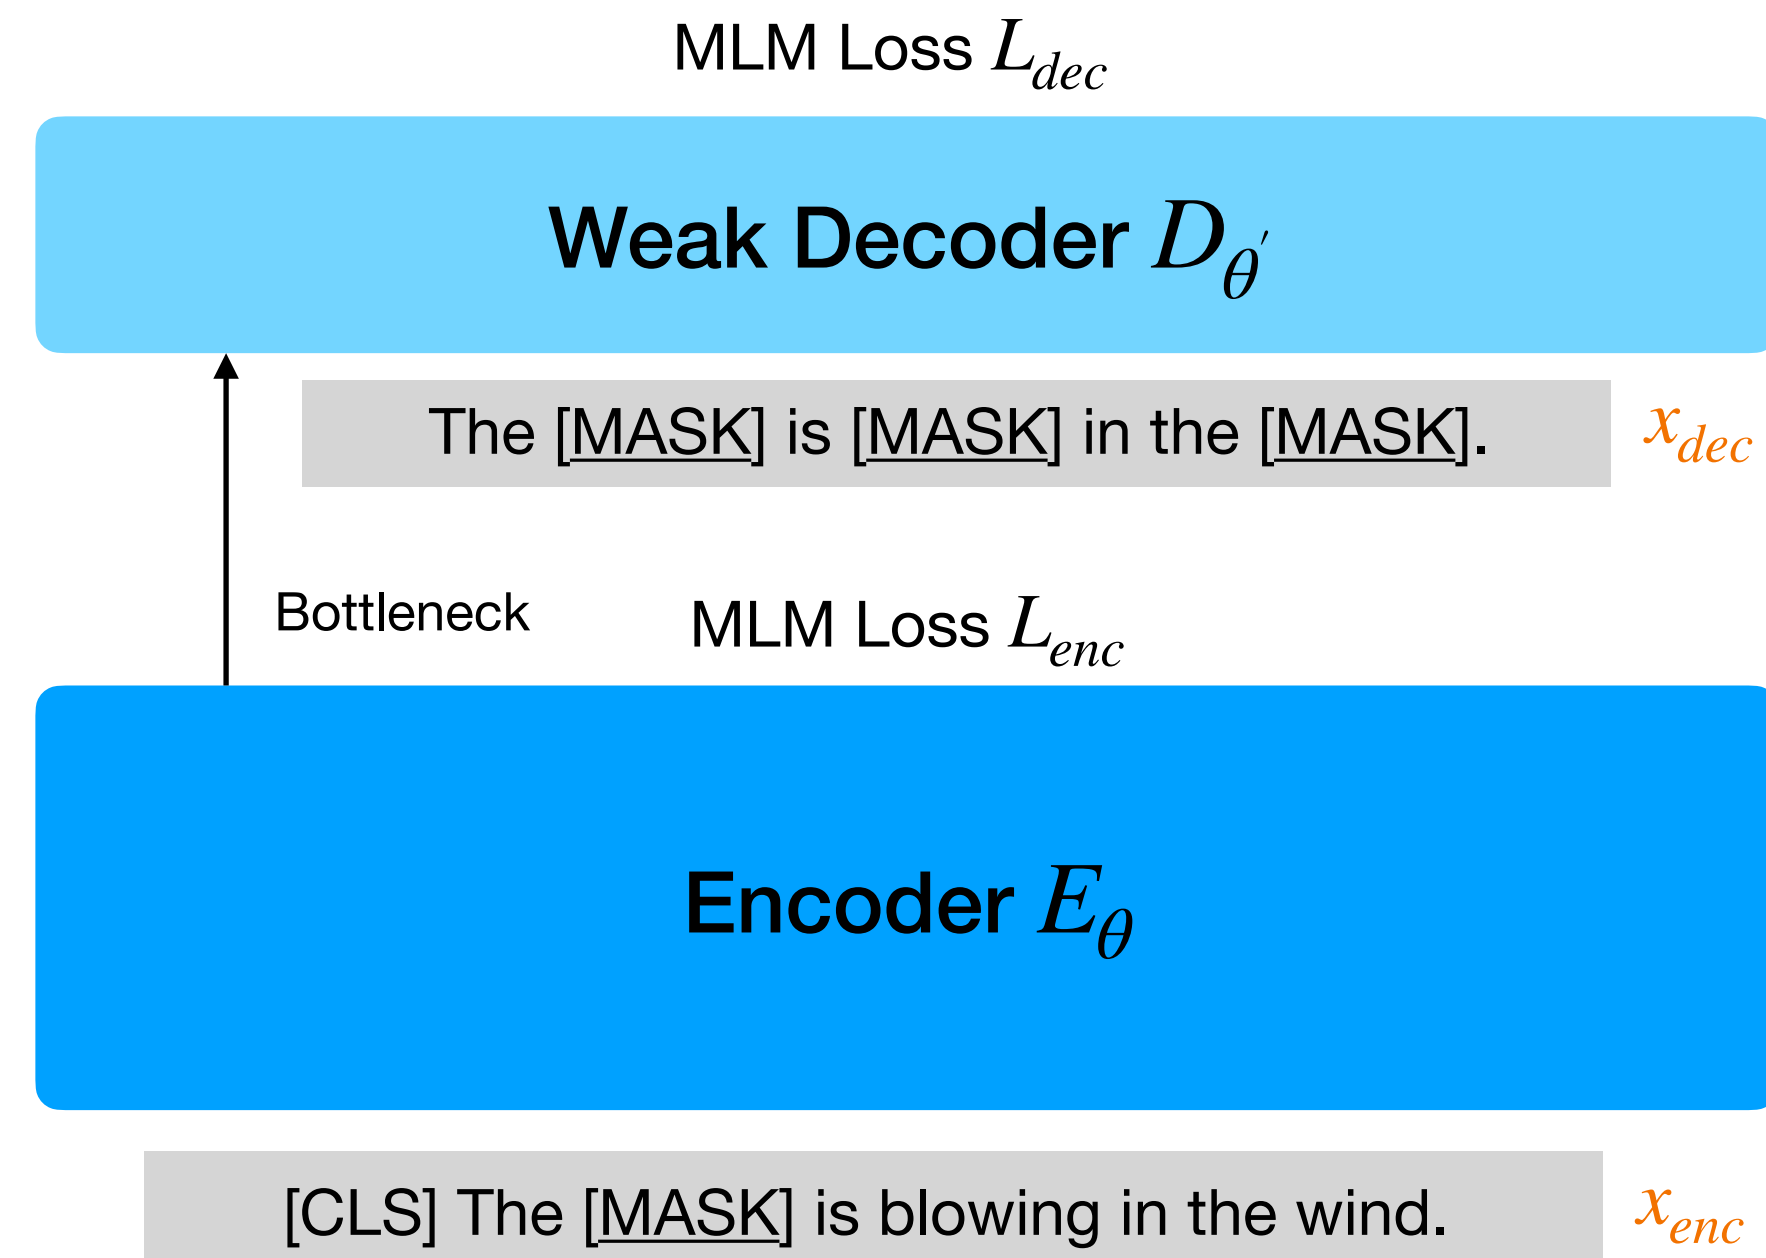 MLM Loss L_dec
Weak Decoder D_θ′
The [MASK] is [MASK] in the [MASK]. x_dec
Bottleneck
MLM Loss L_enc
Encoder E_θ
[CLS] The [MASK] is blowing in the wind. x_enc